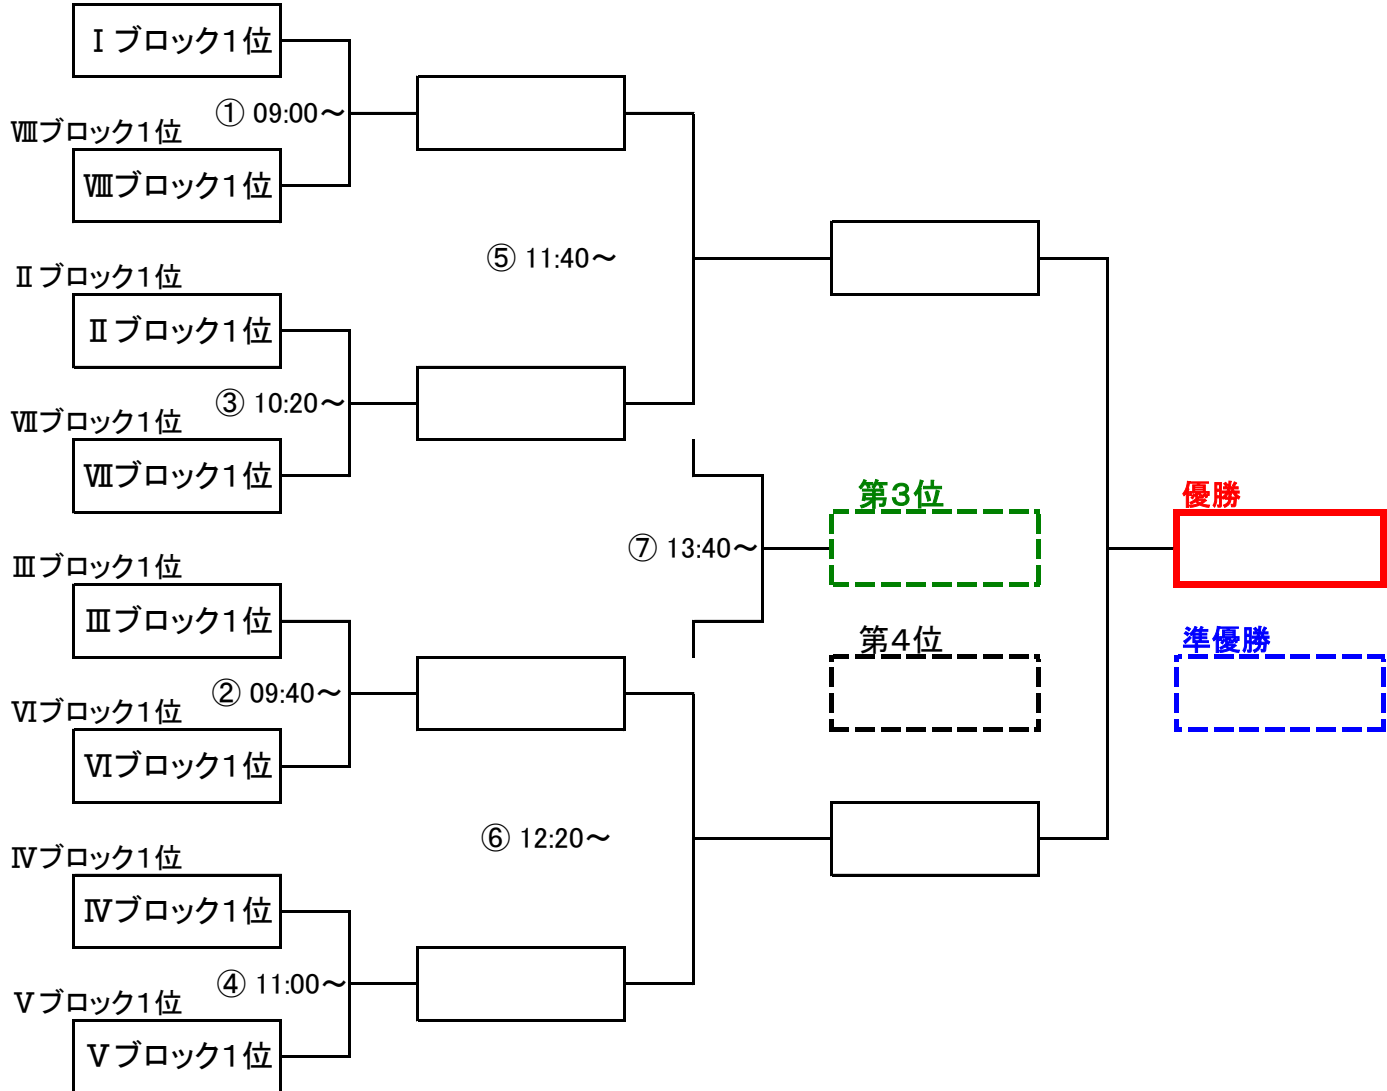 Ⅰブロック1位
① 09:00～
Ⅷブロック1位
Ⅷブロック1位
⑤ 11:40～
Ⅱブロック1位
Ⅱブロック1位
③ 10:20～
Ⅶブロック1位
Ⅶブロック1位
第3位
優勝
⑦ 13:40～
Ⅲブロック1位
Ⅲブロック1位
第4位
準優勝
② 09:40～
Ⅵブロック1位
Ⅵブロック1位
⑥ 12:20～
Ⅳブロック1位
Ⅳブロック1位
④ 11:00～
Ⅴブロック1位
Ⅴブロック1位